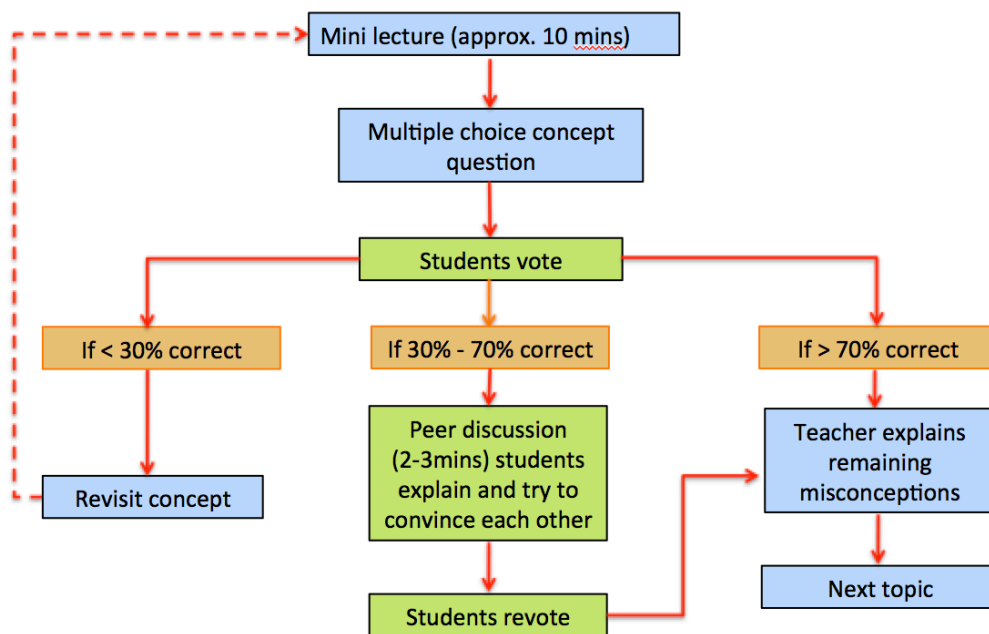 Mini lecture (approx. 10 mins)
Multiple choice concept
question
Students vote
If < 30% correct
If 30% - 70% correct
If > 70% correct
Revisit concept
Peer discussion
(2-3mins) students
explain and try to
convince each other
Students revote
Teacher explains
remaining
misconceptions
Next topic